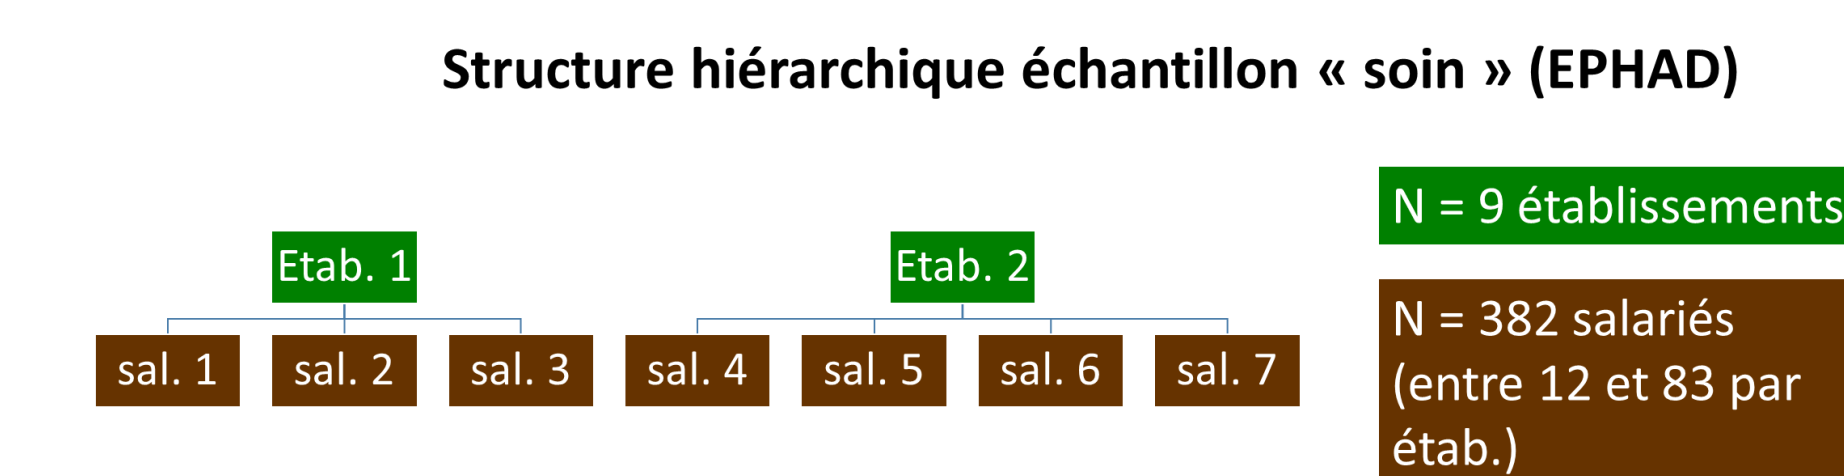 Structure hiérarchique échantillon « soin » (EPHAD)
N = 9 établissements
Etab. 1
Etab. 2
N = 382 salariés
(entre 12 et 83 par
étab.)
sal. 1
sal. 2
sal. 3
sal. 4
sal. 5
sal. 6
sal. 7